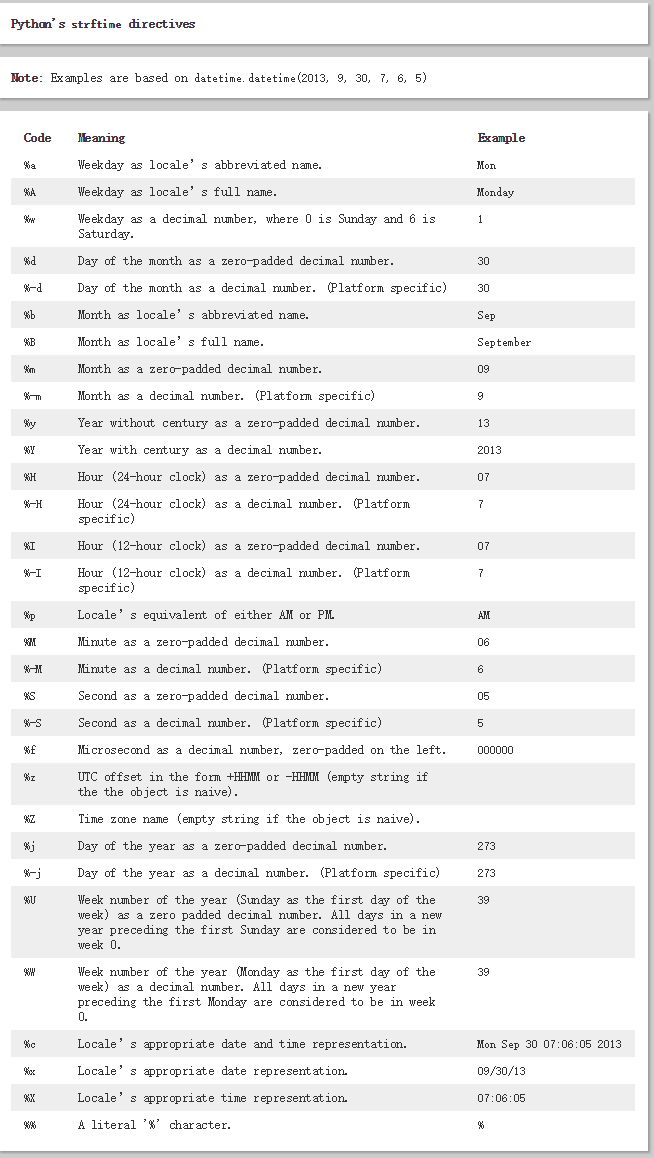 Python's strftime directives
Note: Examples are based on datetime.datetime(2013, 9, 30, 7, 6, 5)
Code Meaning Example
%a Weekday as locale's abbreviated name. Mon
%A Weekday as locale's full name. Monday
%w Weekday as a decimal number, where 0 is Sunday and 6 is 1
Saturday.
%d Day of the month as a zero-padded decimal number. 30
%-d Day of the month as a decimal number. (Platform specific) 30
%b Month as locale's abbreviated name. Sep
%B Month as locale's full name. September
%m Month as a zero-padded decimal number. 09
%-m Month as a decimal number. (Platform specific) 9
%y Year without century as a zero-padded decimal number. 13
%Y Year with century as a decimal number. 2013
%H Hour (24-hour clock) as a zero-padded decimal number. 07
%-H Hour (24-hour clock) as a decimal number. (Platform 7
specific)
%I Hour (12-hour clock) as a zero-padded decimal number. 07
%-I Hour (12-hour clock) as a decimal number. (Platform 7
specific)
%p Locale's equivalent of either AM or PM. AM
%M Minute as a zero-padded decimal number. 06
%-M Minute as a decimal number. (Platform specific) 6
%S Second as a zero-padded decimal number. 05
%-S Second as a decimal number. (Platform specific) 5
%f Microsecond as a decimal number, zero-padded on the left. 000000
%z UTC offset in the form +HHMM or -HHMM (empty string if
the the object is naive).
%Z Time zone name (empty string if the object is naive).
%j Day of the year as a zero-padded decimal number. 273
%-j Day of the year as a decimal number. (Platform specific) 273
%U Week number of the year (Sunday as the first day of the 39
week) as a zero padded decimal number. All days in a new
year preceding the first Sunday are considered to be in
week 0.
%W Week number of the year (Monday as the first day of the 39
week) as a decimal number. All days in a new year
preceding the first Monday are considered to be in week
0.
%c Locale's appropriate date and time representation. Mon Sep 30 07:06:05 2013
%x Locale's appropriate date representation. 09/30/13
%X Locale's appropriate time representation. 07:06:05
%% A literal '%' character. %